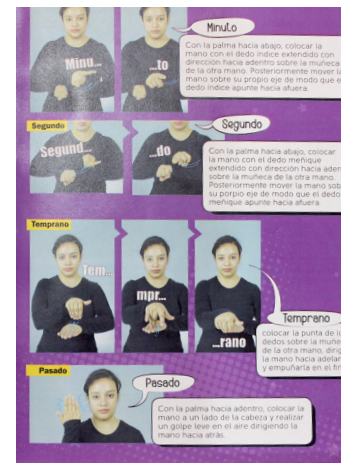 Minuto
Con la palma hacia abajo, colocar la
mano con el dedo índice extendido con
dirección hacia adentro sobre la muñeca
de la otra mano. Posteriormente mover la
mano sobre su propio eje de modo que e
dedo índice apunte hacia afuera.
Minu... ...to
Segundo
Segundo
Segund... ...do
Con la palma hacia abajo, colocar
la mano con el dedo meñique
extendido con dirección hacia aden
sobre la muñeca de la otra mano.
Posteriormente mover la mano sob
su porpio eje de modo que el dedo
meñique apunte hacia afuera.
Temprano
Tem...
mpr...
...rano
Temprano
colocar la punta de lo
dedos sobre la muñe
de la otra mano, dirig
la mano hacia adelan
y empuñarla en el fin
Pasado
Pasado
Con la palma hacia adentro, colocar la
mano a un lado de la cabeza y realizar
un golpe leve en el aire dirigiendo la
mano hacia atrás.